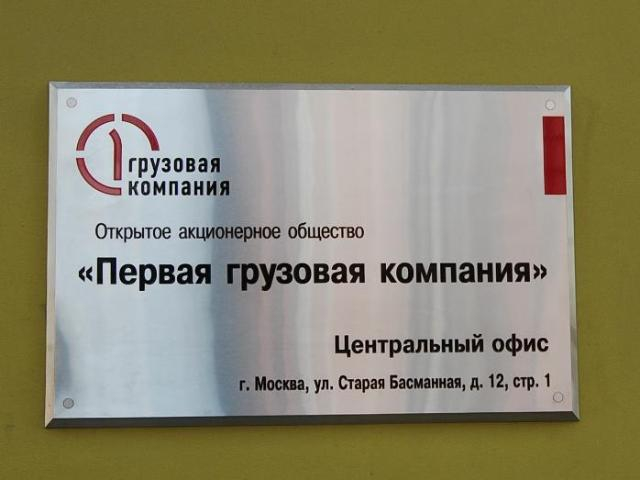 1 грузовая
компания
Открытое акционерное общество
«Первая грузовая компания»
Центральный офис
г. Москва, ул. Старая Басманная, д. 12, стр. 1